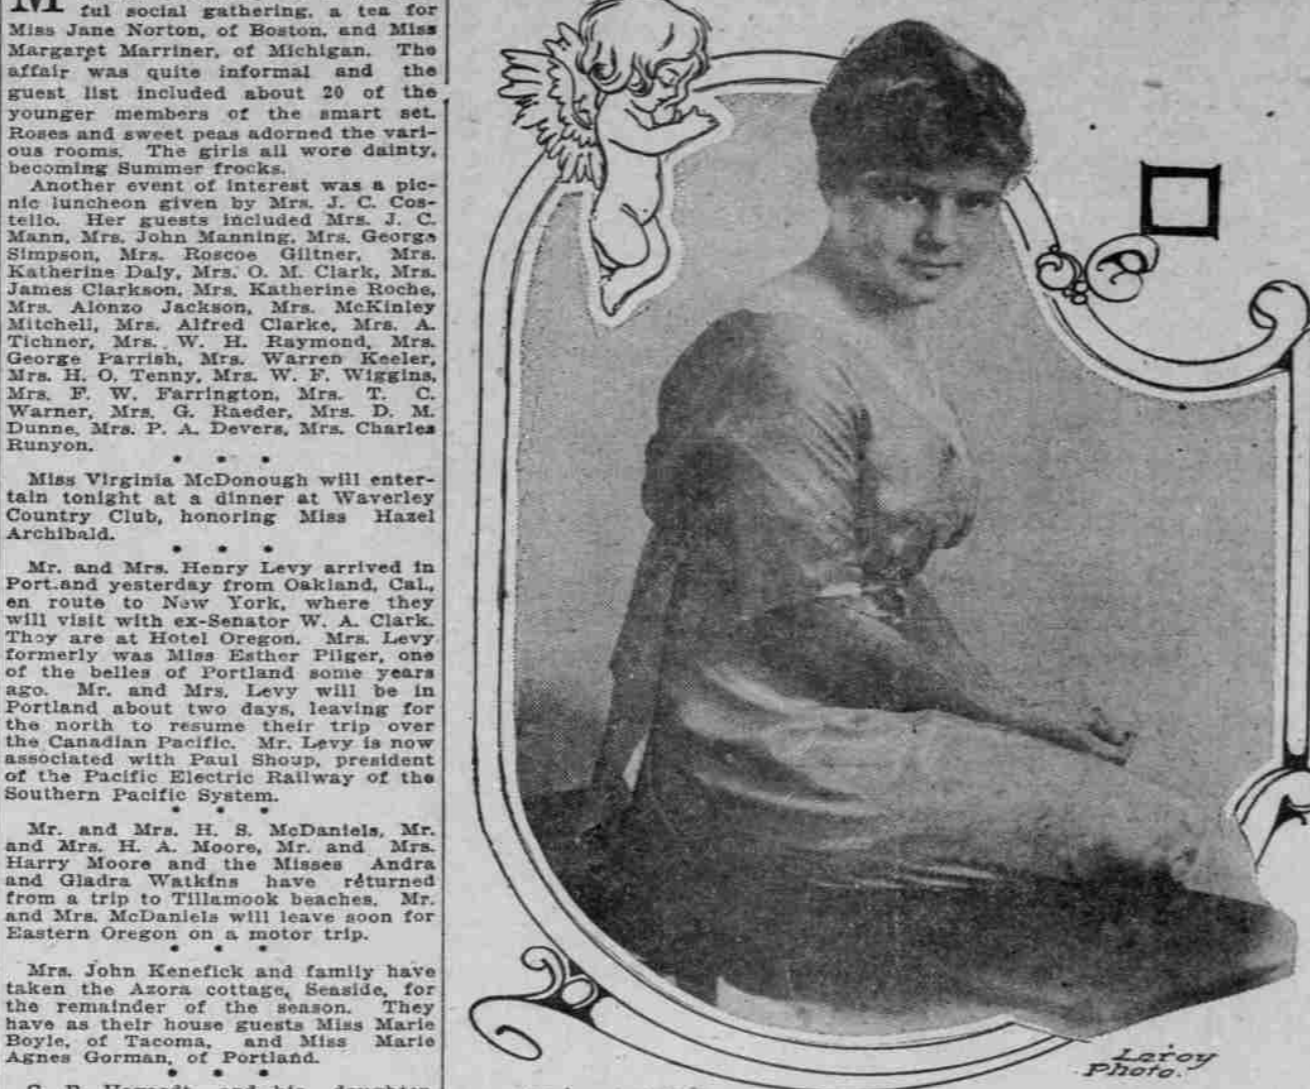 M
ful social gathering, a tea for
Miss Jane Norton, of Boston, and Miss
Margaret Marriner, of Michigan. The
affair was quite informal and the
guest list included about 20 of the
younger members of the smart set.
Roses and sweet peas adorned the vari-
ous rooms. The girls all wore dainty,
becoming Summer frocks.
Another event of interest was a pic-
nic luncheon given by Mrs. J. C. Cos-
tello. Her guests included Mrs. J. C.
Mann, Mrs. John Manning, Mrs. George
Simpson, Mrs. Roscoe Giltner, Mrs.
Katherine Daly, Mrs. O. M. Clark, Mrs.
James Clarkson, Mrs. Katherine Roche,
Mrs. Alonzo Jackson, Mrs. McKinley
Mitchell, Mrs. Alfred Clarke, Mrs. A.
Tichner, Mrs. W. H. Raymond, Mrs.
George Parrish, Mrs. Warren Keeler,
Mrs. H. O. Tenny, Mrs. W. F. Wiggins,
Mrs. F. W. Farrington, Mrs. T. C.
Warner, Mrs. G. Raeder, Mrs. D. M.
Dunne, Mrs. P. A. Devers, Mrs. Charles
Runyon.
* * *
Miss Virginia McDonough will enter-
tain tonight at a dinner at Waverley
Country Club, honoring Miss Hazel
Archibald.
* * *
Mr. and Mrs. Henry Levy arrived in
Port.and yesterday from Oakland, Cal.,
en route to New York, where they
will visit with ex-Senator W. A. Clark.
They are at Hotel Oregon. Mrs. Levy
formerly was Miss Esther Pilger, one
of the belles of Portland some years
ago. Mr. and Mrs. Levy will be in
Portland about two days, leaving for
the north to resume their trip over
the Canadian Pacific. Mr. Levy is now
associated with Paul Shoup, president
of the Pacific Electric Railway of the
Southern Pacific System.
* * *
Mr. and Mrs. H. S. McDaniels, Mr.
and Mrs. H. A. Moore, Mr. and Mrs.
Harry Moore and the Misses Andra
and Gladra Watkins have returned
from a trip to Tillamook beaches. Mr.
and Mrs. McDaniels will leave soon for
Eastern Oregon on a motor trip.
* * *
Mrs. John Kenefick and family have
taken the Azora cottage, Seaside, for
the remainder of the season. They
have as their house guests Miss Marie
Boyle, of Tacoma, and Miss Marie
Agnes Gorman, of Portland.
* * *
and his daughter,
Leroy
Photo.